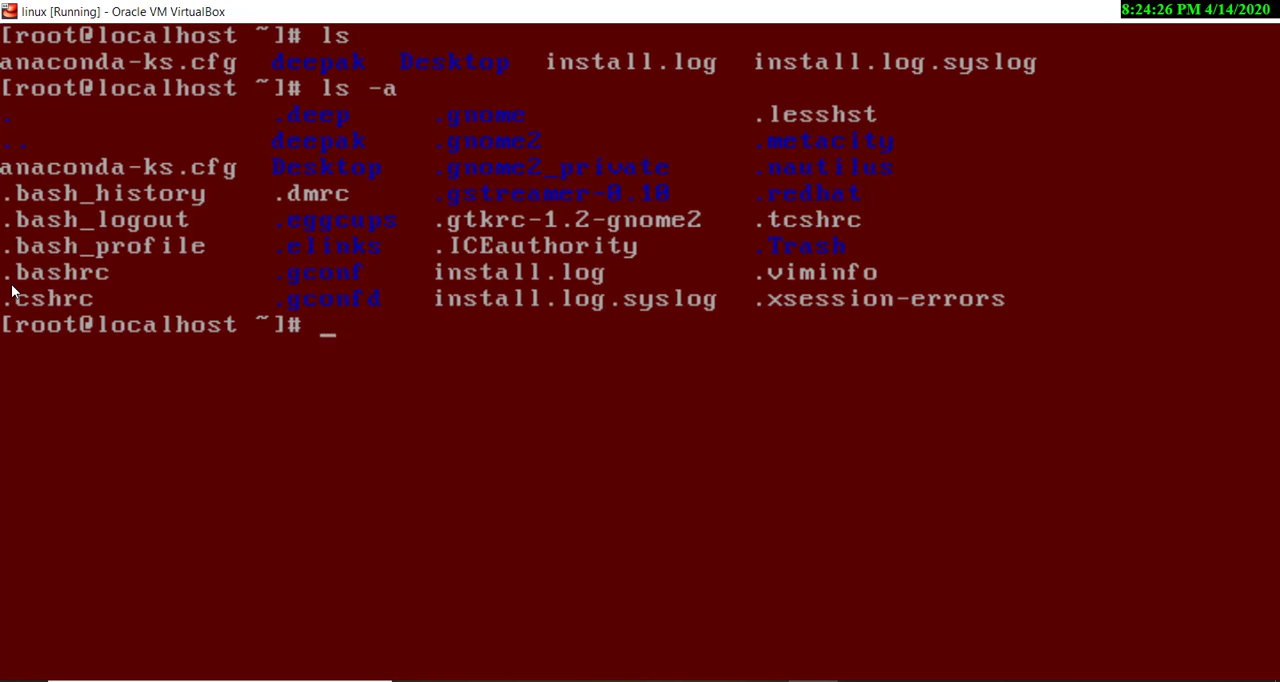 linux [Running] - Oracle VM VirtualBox 8:24:26 PM 4/14/2020
[root@localhost ~]# ls
anaconda-ks.cfg deepak Desktop install.log install.log.syslog
[root@localhost ~]# ls -a
. .deep .gnome .lesshst
.. deepak .gnome2 .metacity
anaconda-ks.cfg Desktop .gnome2_private .nautilus
.bash_history .dmrc .gstreamer-0.10 .redhat
.bash_logout .eggcups .gtkrc-1.2-gnome2 .tcshrc
.bash_profile .elinks .ICEauthority .Trash
.bashrc .gconf install.log .viminfo
.cshrc .gconfd install.log.syslog .xsession-errors
[root@localhost ~]# _